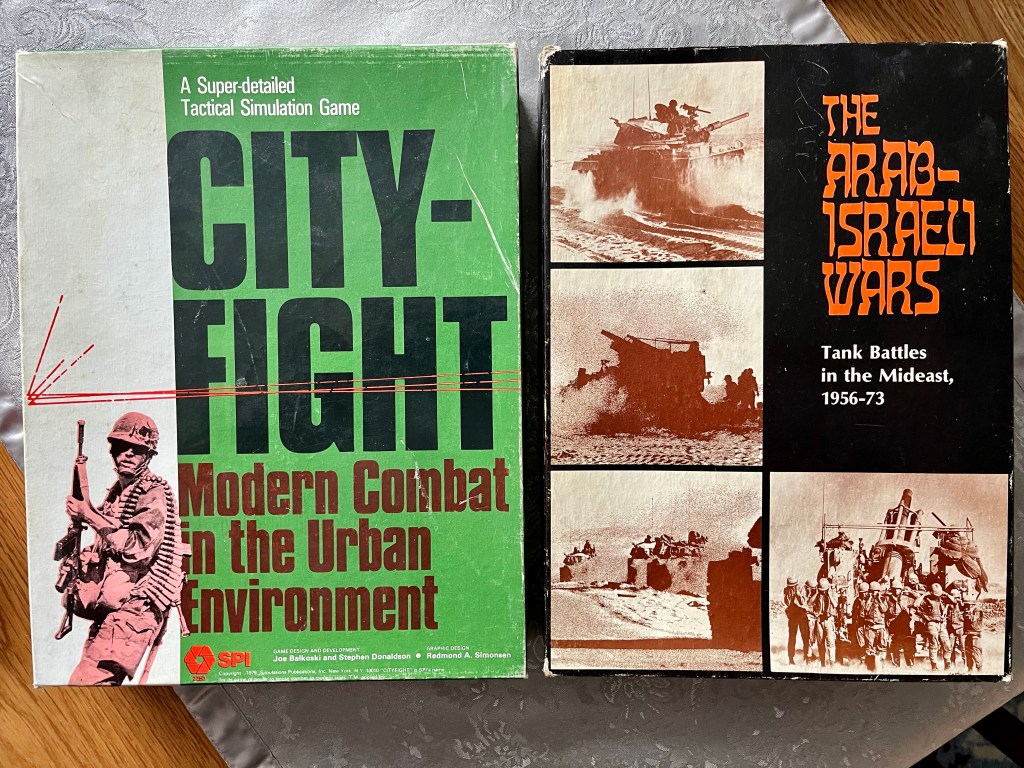 A Super-detailed
Tactical Simulation Game
CITY-
FIGHT
Modern Combat
in the Urban
Environment
SPI
GAME DESIGN AND DEVELOPMENT
Joe Balkoski and Stephen Donaldson
GRAPHIC DESIGN
Redmond A. Simonsen
THE
ARAB-
ISRAELI
WARS
Tank Battles
in the Mideast,
1956-73